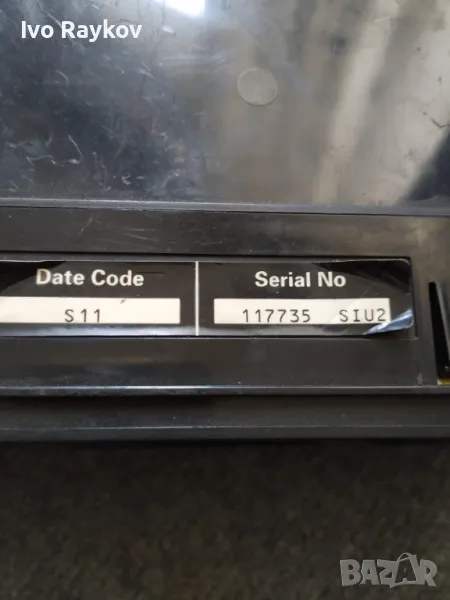 Ivo Raykov
Date Code
Serial No
S11
117735 SIU2
BAZAR